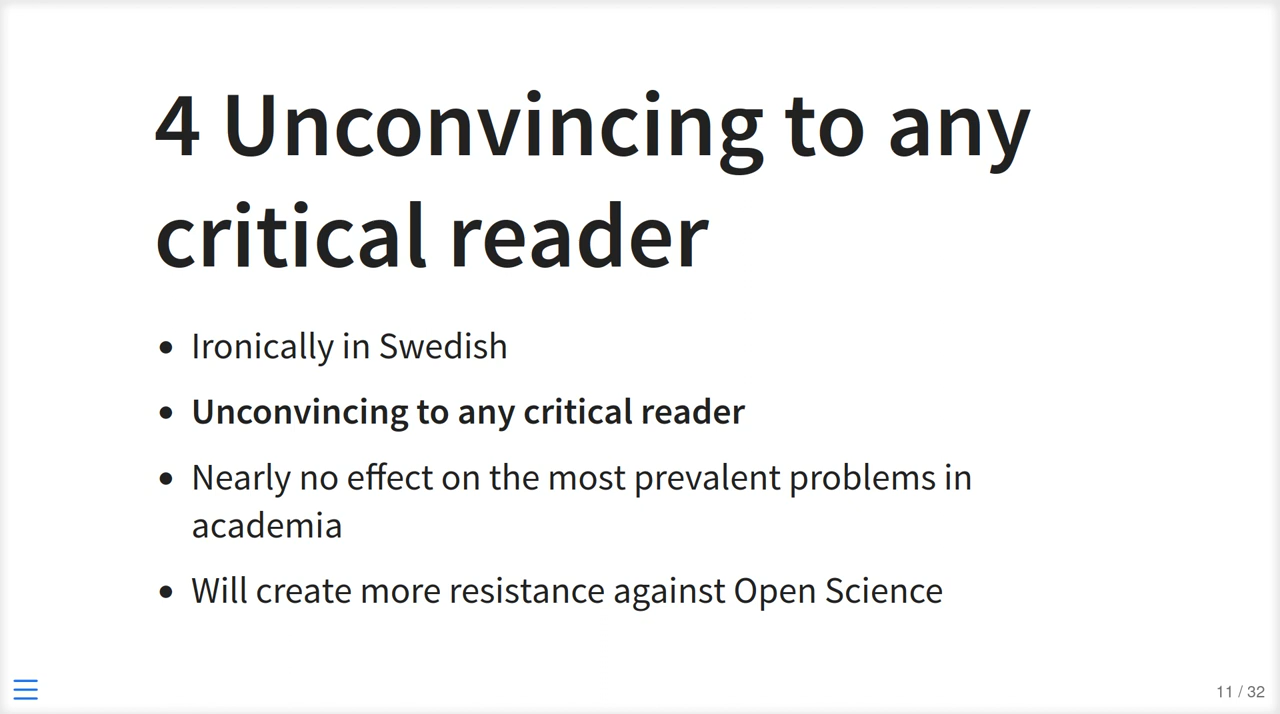 4 Unconvincing to any
critical reader
• Ironically in Swedish
• Unconvincing to any critical reader
• Nearly no effect on the most prevalent problems in
academia
• Will create more resistance against Open Science
11 / 32